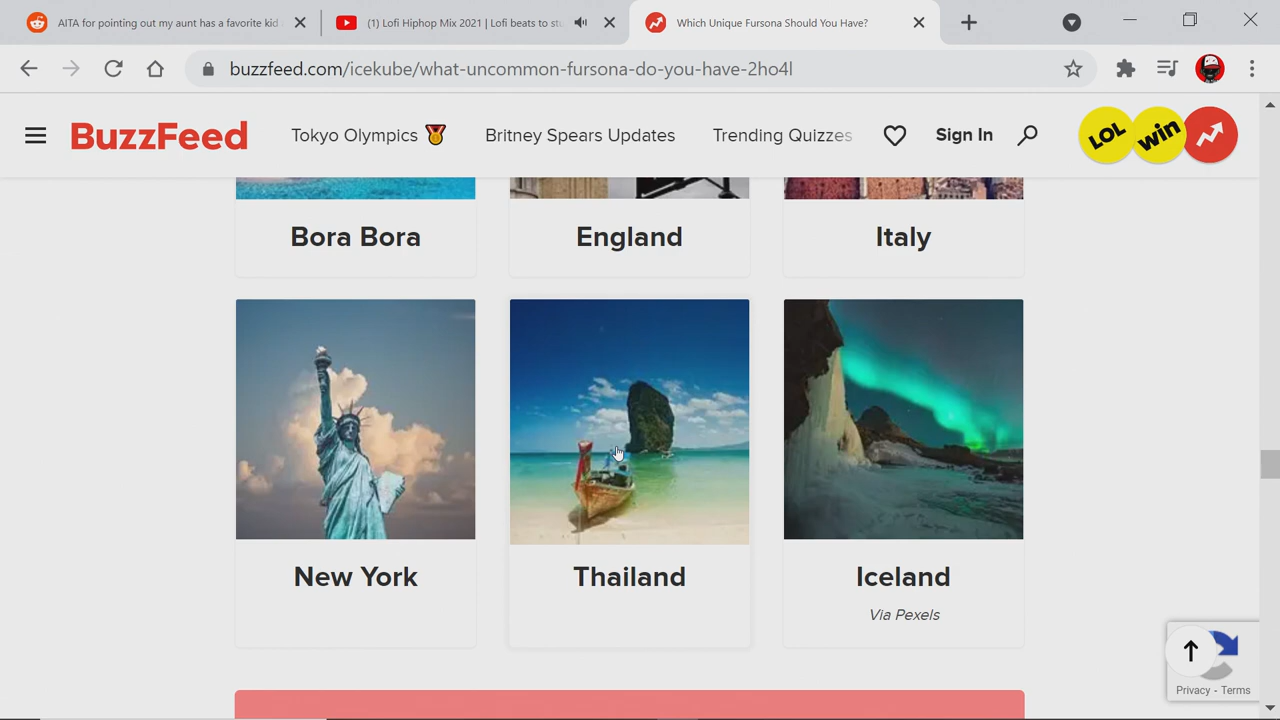 AITA for pointing out my aunt has a favorite kid
(1) Lofi Hiphop Mix 2021 | Lofi beats to stu
Which Unique Fursona Should You Have?
buzzfeed.com/icekube/what-uncommon-fursona-do-you-have-2ho4l
BuzzFeed
Tokyo Olympics
Britney Spears Updates
Trending Quizzes
Sign In
LOL
win
Bora Bora
England
Italy
New York
Thailand
Iceland
Via Pexels
Privacy - Terms